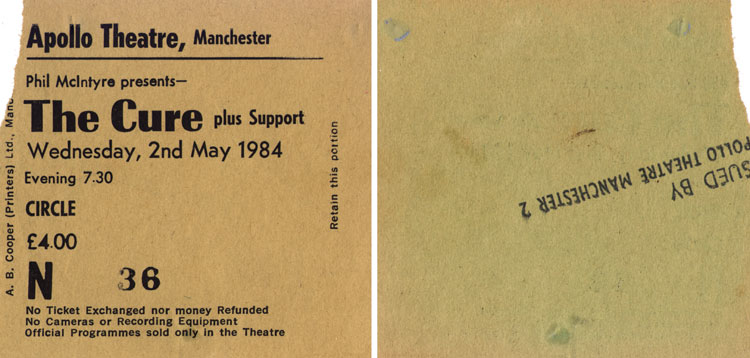 Apollo Theatre, Manchester
Phil McIntyre presents—
The Cure plus Support
Wednesday, 2nd May 1984
Evening 7.30
CIRCLE
£4.00
N 36
No Ticket Exchanged nor money Refunded
No Cameras or Recording Equipment
Official Programmes sold only in the Theatre
A. B. Cooper (Printers) Ltd., Manc
Retain this portion
SUED BY
POLLO THEATRE MANCHESTER 2